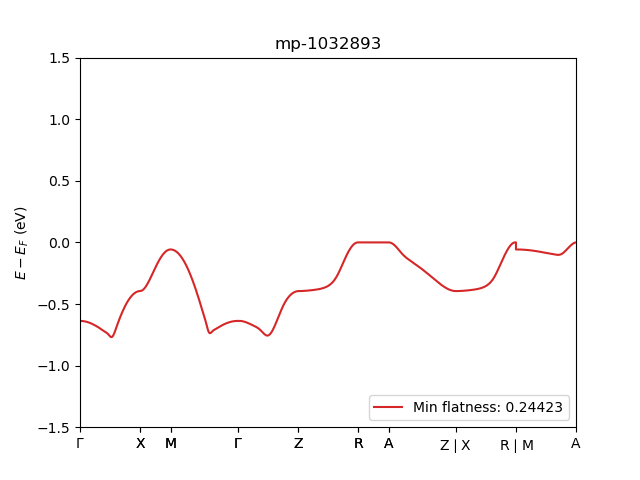 mp-1032893
1.5
1.0
0.5
0.0
−0.5
−1.0
−1.5
E − E_F (eV)
Min flatness: 0.24423
Γ X M Γ Z R A Z | X R | M A